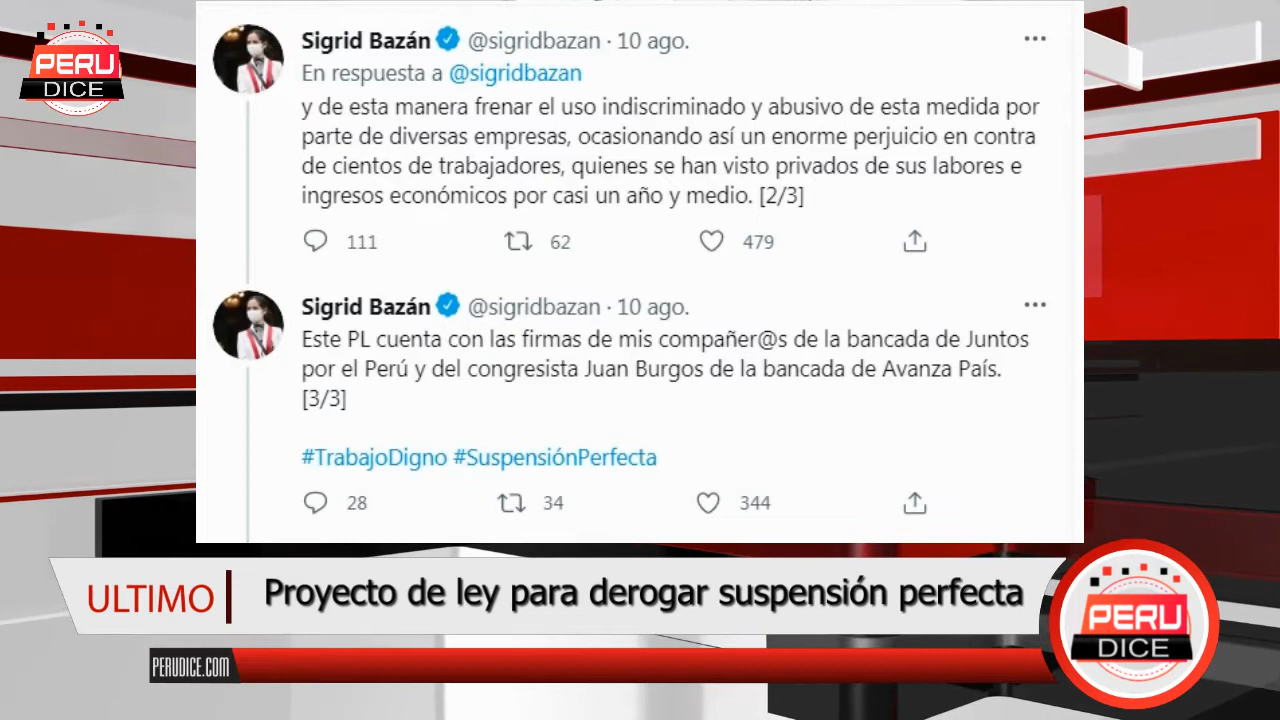 PERU
DICE
Sigrid Bazán @sigridbazan · 10 ago.
En respuesta a @sigridbazan
y de esta manera frenar el uso indiscriminado y abusivo de esta medida por
parte de diversas empresas, ocasionando así un enorme perjuicio en contra
de cientos de trabajadores, quienes se han visto privados de sus labores e
ingresos económicos por casi un año y medio. [2/3]
111 62 479
Sigrid Bazán @sigridbazan · 10 ago.
Este PL cuenta con las firmas de mis compañer@s de la bancada de Juntos
por el Perú y del congresista Juan Burgos de la bancada de Avanza País.
[3/3]
#TrabajoDigno #SuspensiónPerfecta
28 34 344
ULTIMO
Proyecto de ley para derogar suspensión perfecta
PERU
DICE
PERUDICE.COM